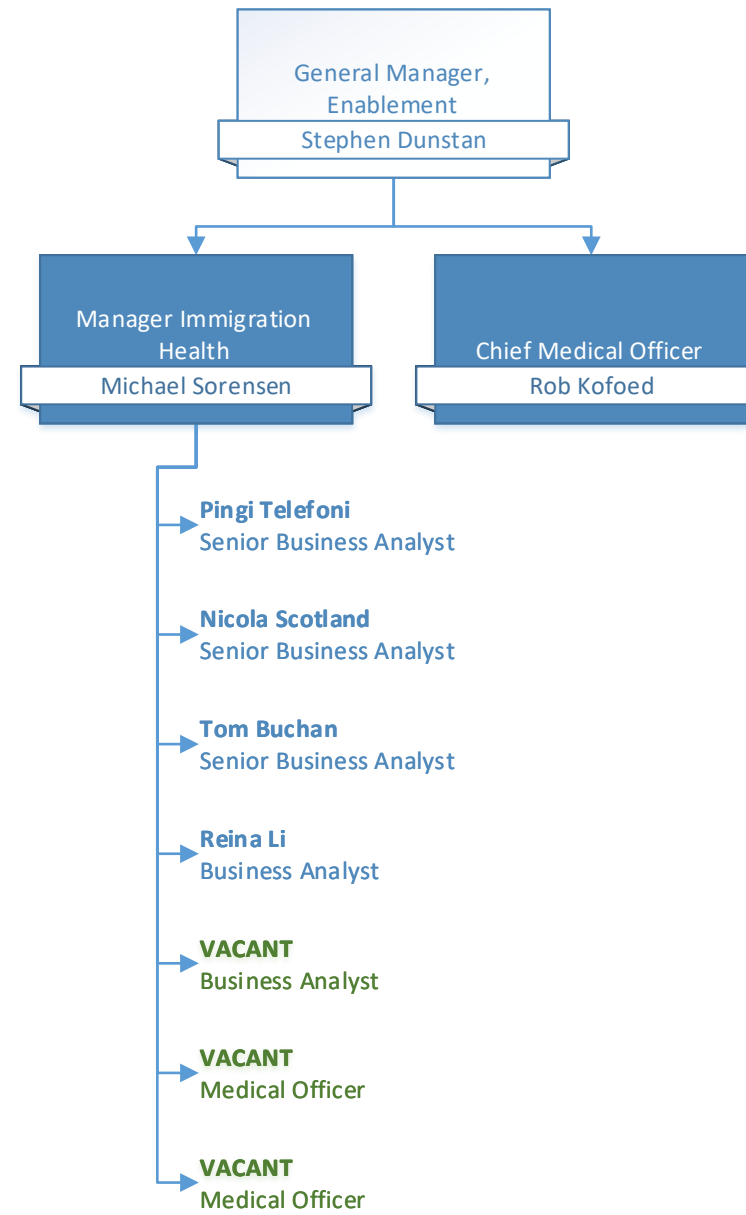 General Manager,
Enablement
Stephen Dunstan
Manager Immigration
Health
Michael Sorensen
Chief Medical Officer
Rob Kofoed
Pingi Telefoni
Senior Business Analyst
Nicola Scotland
Senior Business Analyst
Tom Buchan
Senior Business Analyst
Reina Li
Business Analyst
VACANT
Business Analyst
VACANT
Medical Officer
VACANT
Medical Officer